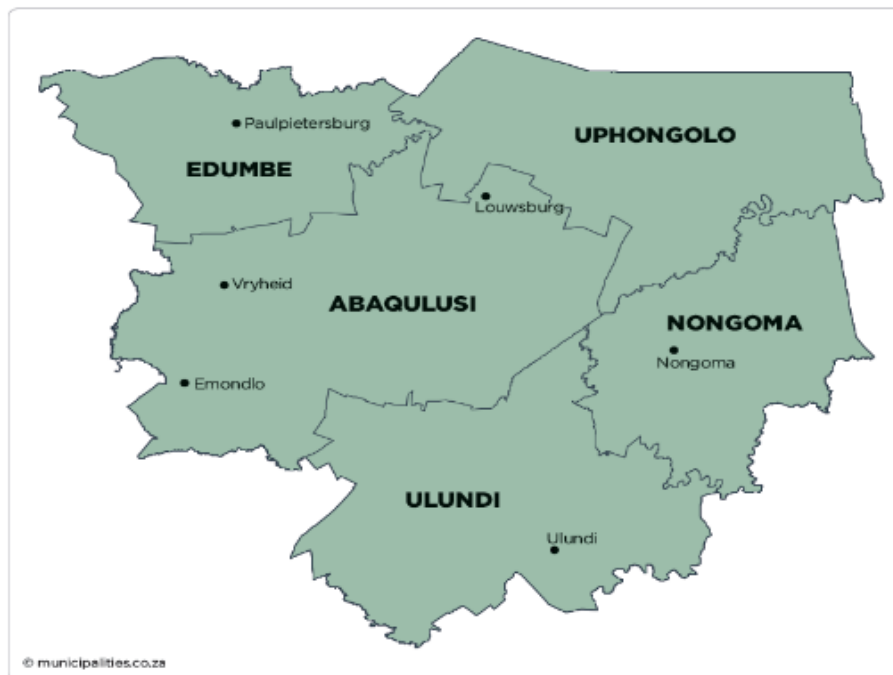 Paulpietersburg
UPHONGOLO
EDUMBE
Louwsburg
Vryheid
ABAQULUSI
NONGOMA
Nongoma
Emondlo
ULUNDI
Ulundi
© municipalities.co.za